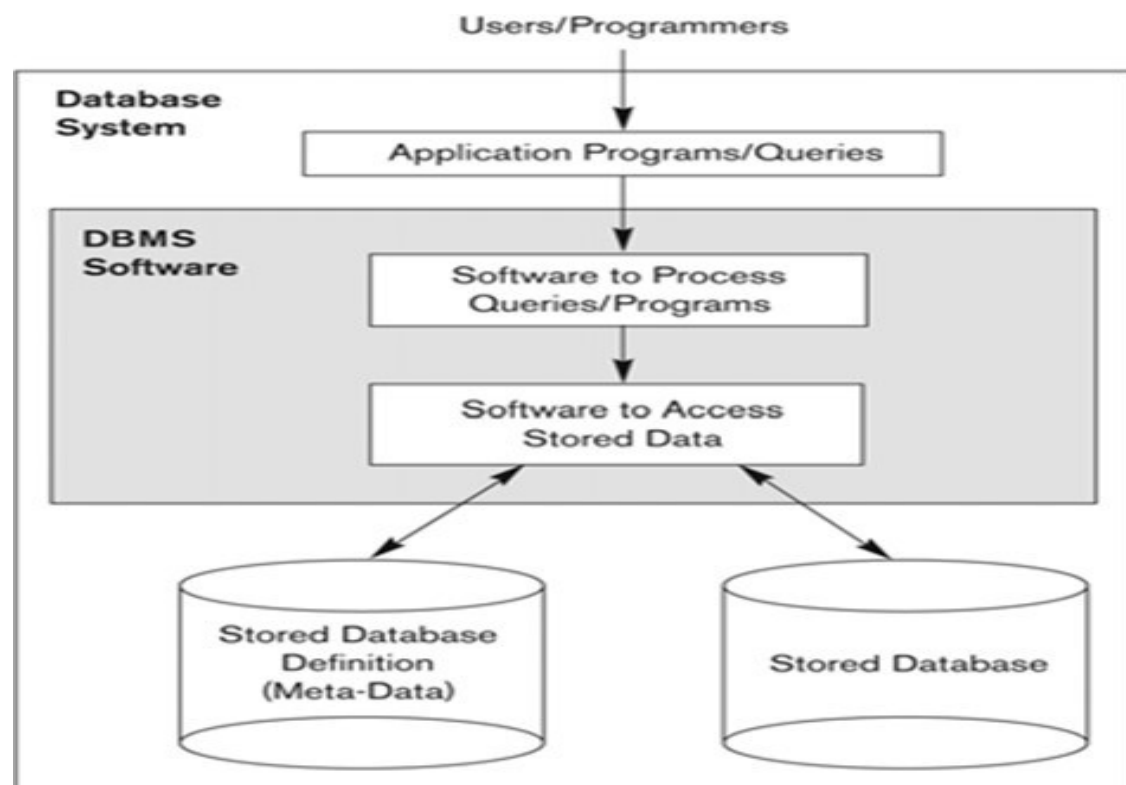 Users/Programmers
Database
System
Application Programs/Queries
DBMS
Software
Software to Process
Queries/Programs
Software to Access
Stored Data
Stored Database
Definition
(Meta-Data)
Stored Database